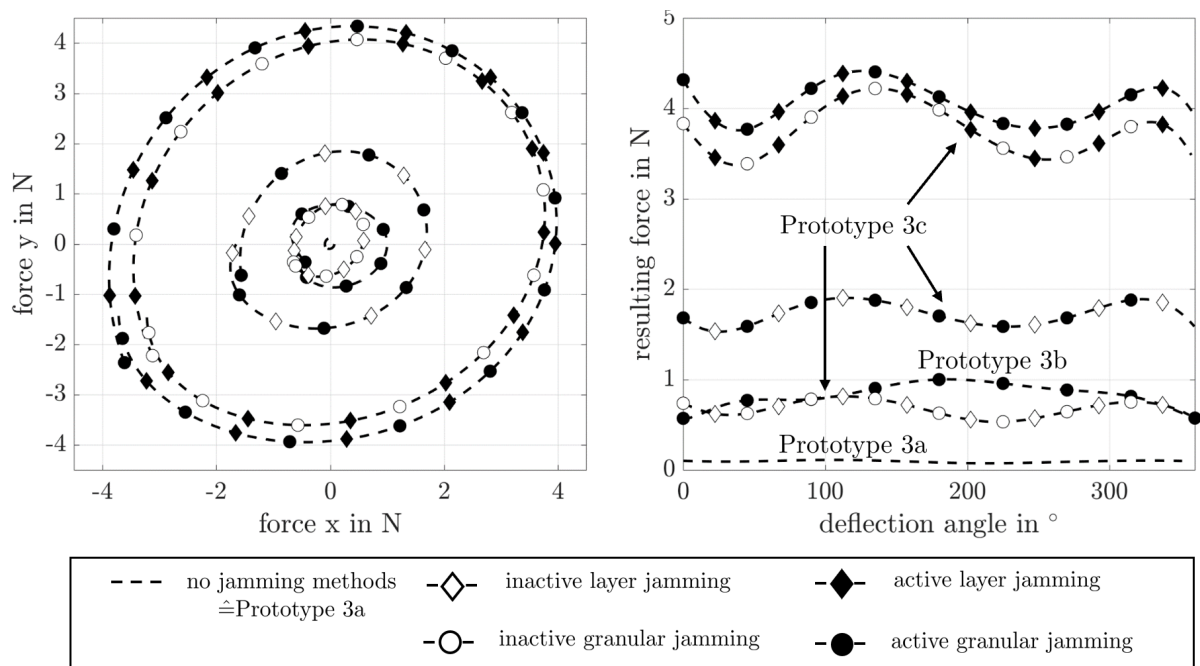 4
3
2
1
0
-1
-2
-3
-4
force y in N
-4 -2 0 2 4
force x in N
5
4
3
2
1
0
resulting force in N
Prototype 3c
Prototype 3b
Prototype 3a
0 100 200 300
deflection angle in °
no jamming methods
≙Prototype 3a
inactive layer jamming
active layer jamming
inactive granular jamming
active granular jamming